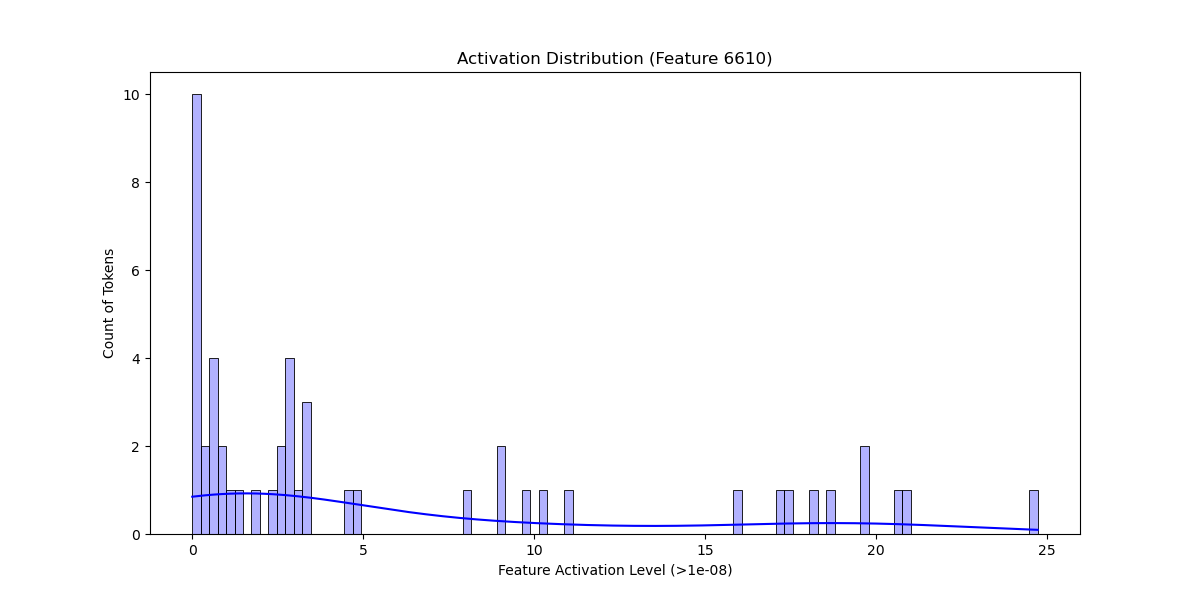 Activation Distribution (Feature 6610)
10
8
6
4
2
0
Count of Tokens
0 5 10 15 20 25
Feature Activation Level (>1e-08)